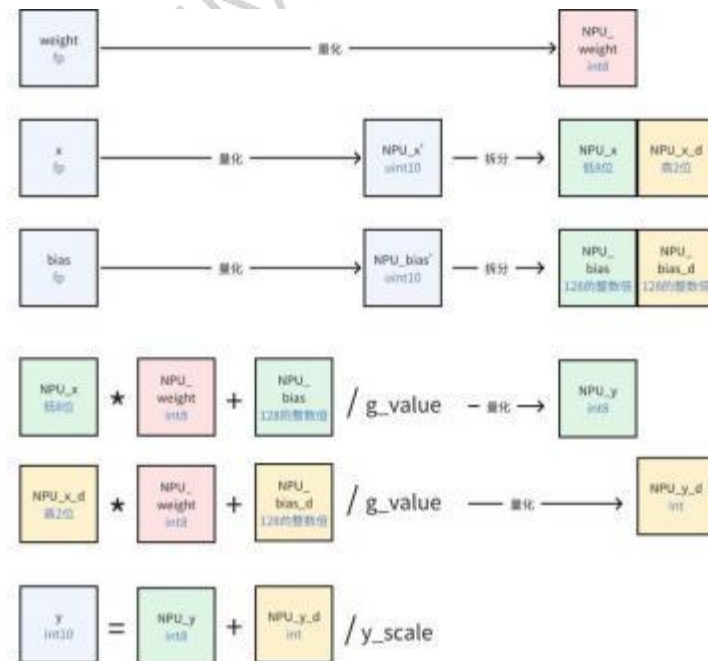 weight
fp
量化
NPU_
weight
int8
x
fp
量化
NPU_x'
uint10
拆分
NPU_x
低8位
NPU_x_d
高2位
bias
fp
量化
NPU_bias'
uint10
拆分
NPU_
bias
128的整数倍
NPU_
bias_d
128的整数倍
NPU_x
低8位
*
NPU_
weight
int8
+
NPU_
bias
128的整数倍
/ g_value
量化
NPU_y
int8
NPU_x_d
高2位
*
NPU_
weight
int8
+
NPU_
bias_d
128的整数倍
/ g_value
量化
NPU_y_d
int
y
int10
=
NPU_y
int8
+
NPU_y_d
int
/ y_scale